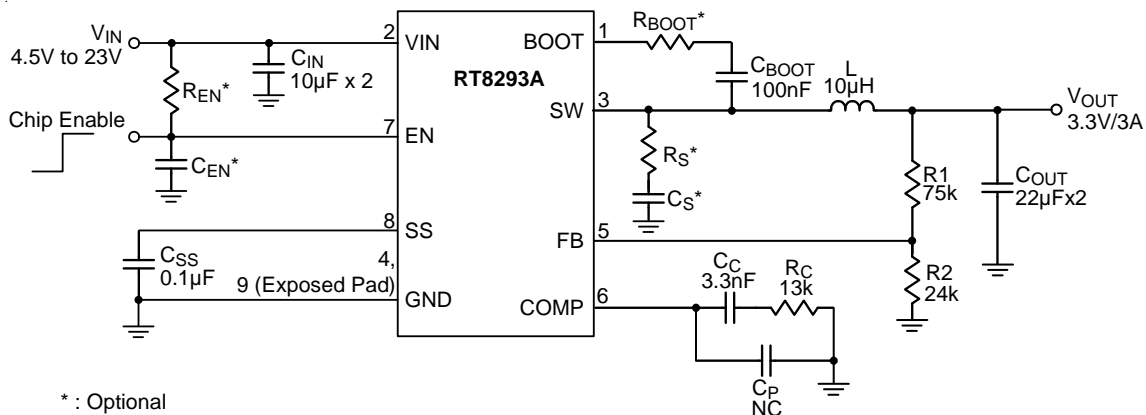 VIN
4.5V to 23V
REN*
CIN
10µF x 2
2
VIN
Chip Enable
7
EN
CEN*
8
SS
CSS
0.1µF
4,
9 (Exposed Pad)
GND
RT8293A
BOOT
1
RBOOT*
CBOOT
100nF
SW
3
L
10µH
VOUT
3.3V/3A
RS*
CS*
R1
75k
COUT
22µFx2
FB
5
R2
24k
COMP
6
CC
3.3nF
RC
13k
CP
NC
* : Optional